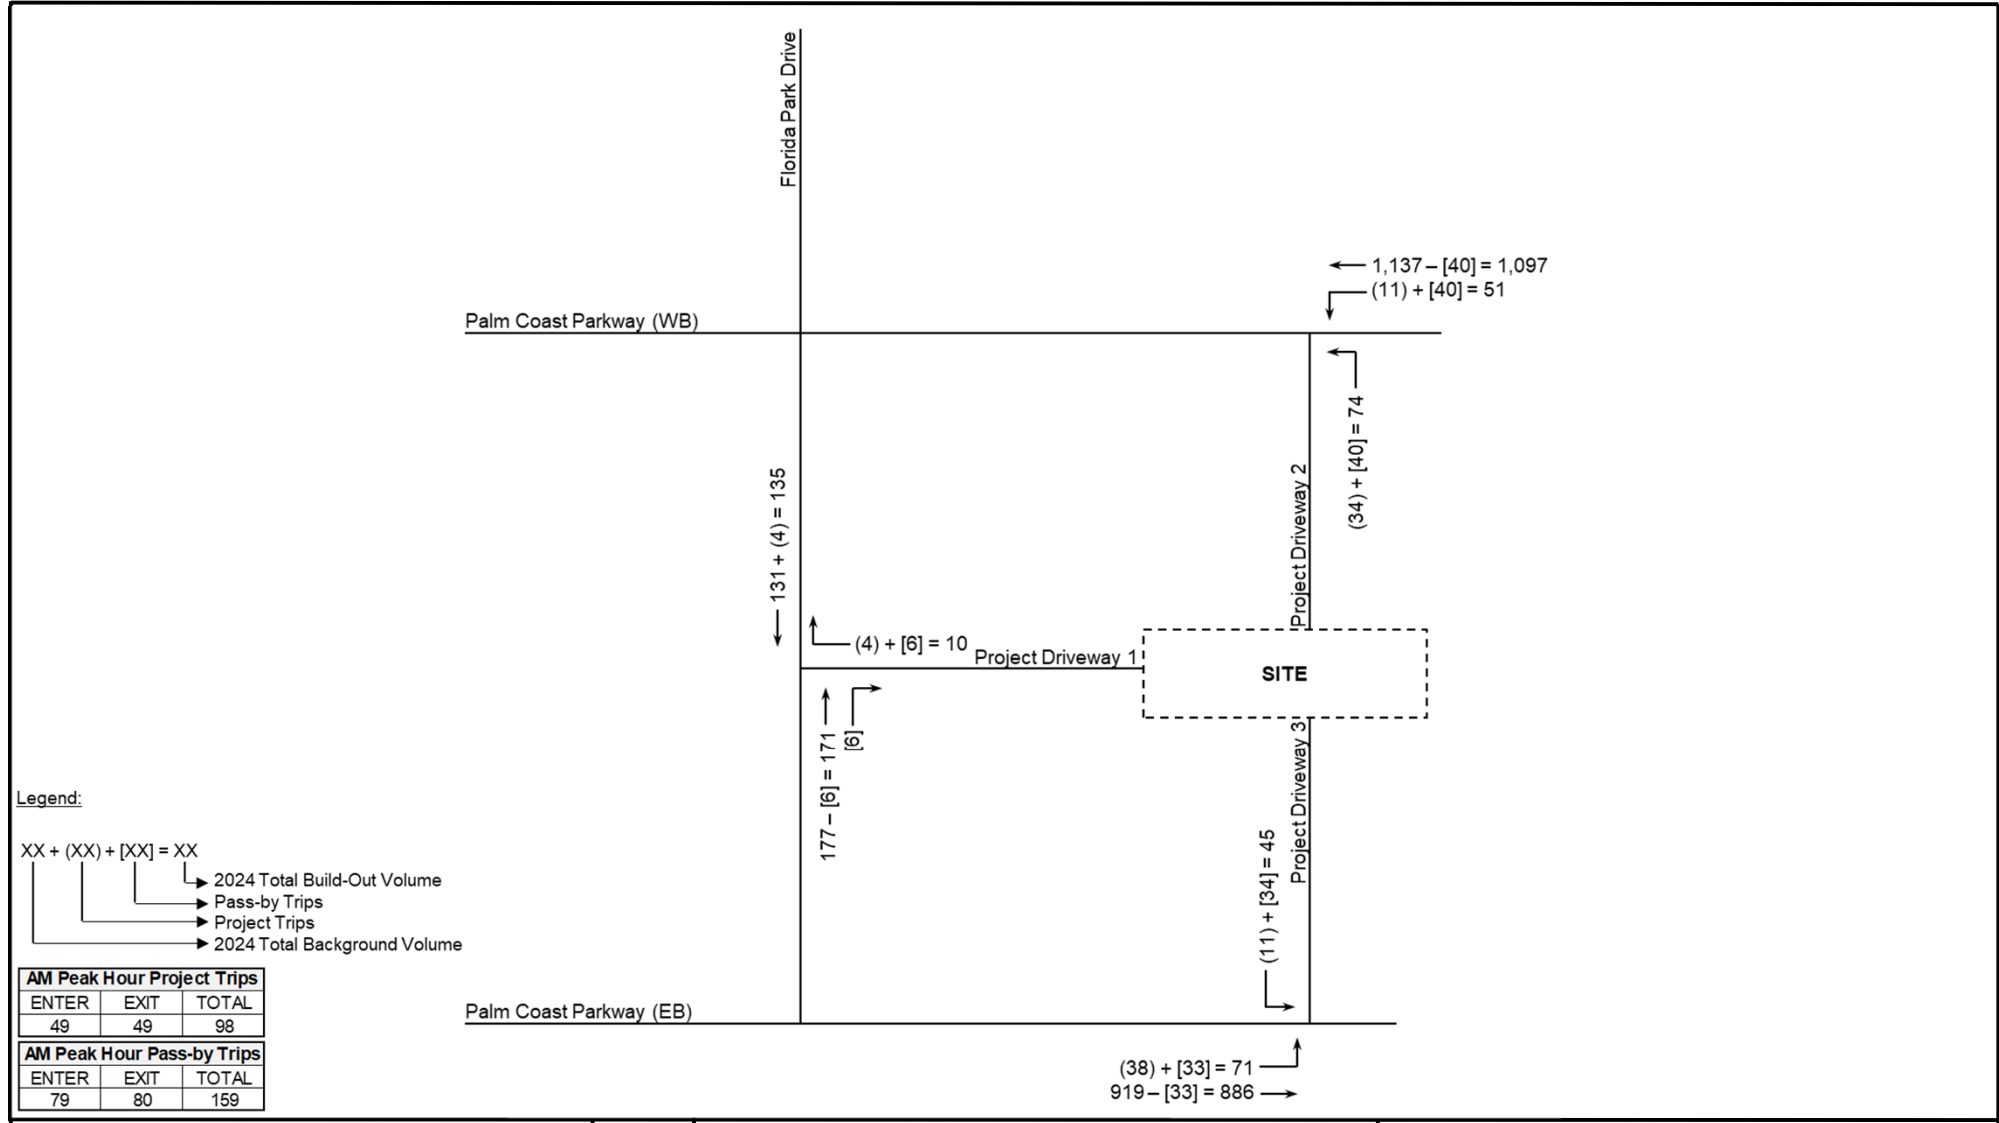 Florida Park Drive
1,137 – [40] = 1,097
(11) + [40] = 51
Palm Coast Parkway (WB)
(34) + [40] = 74
Project Driveway 2
131 + (4) = 135
(4) + [6] = 10
Project Driveway 1
SITE
[6]
177 – [6] = 171
Project Driveway 3
(11) + [34] = 45
Legend:
XX + (XX) + [XX] = XX
2024 Total Build-Out Volume
Pass-by Trips
Project Trips
2024 Total Background Volume
AM Peak Hour Project Trips
ENTER EXIT TOTAL
49 49 98
AM Peak Hour Pass-by Trips
ENTER EXIT TOTAL
79 80 159
Palm Coast Parkway (EB)
(38) + [33] = 71
919 – [33] = 886